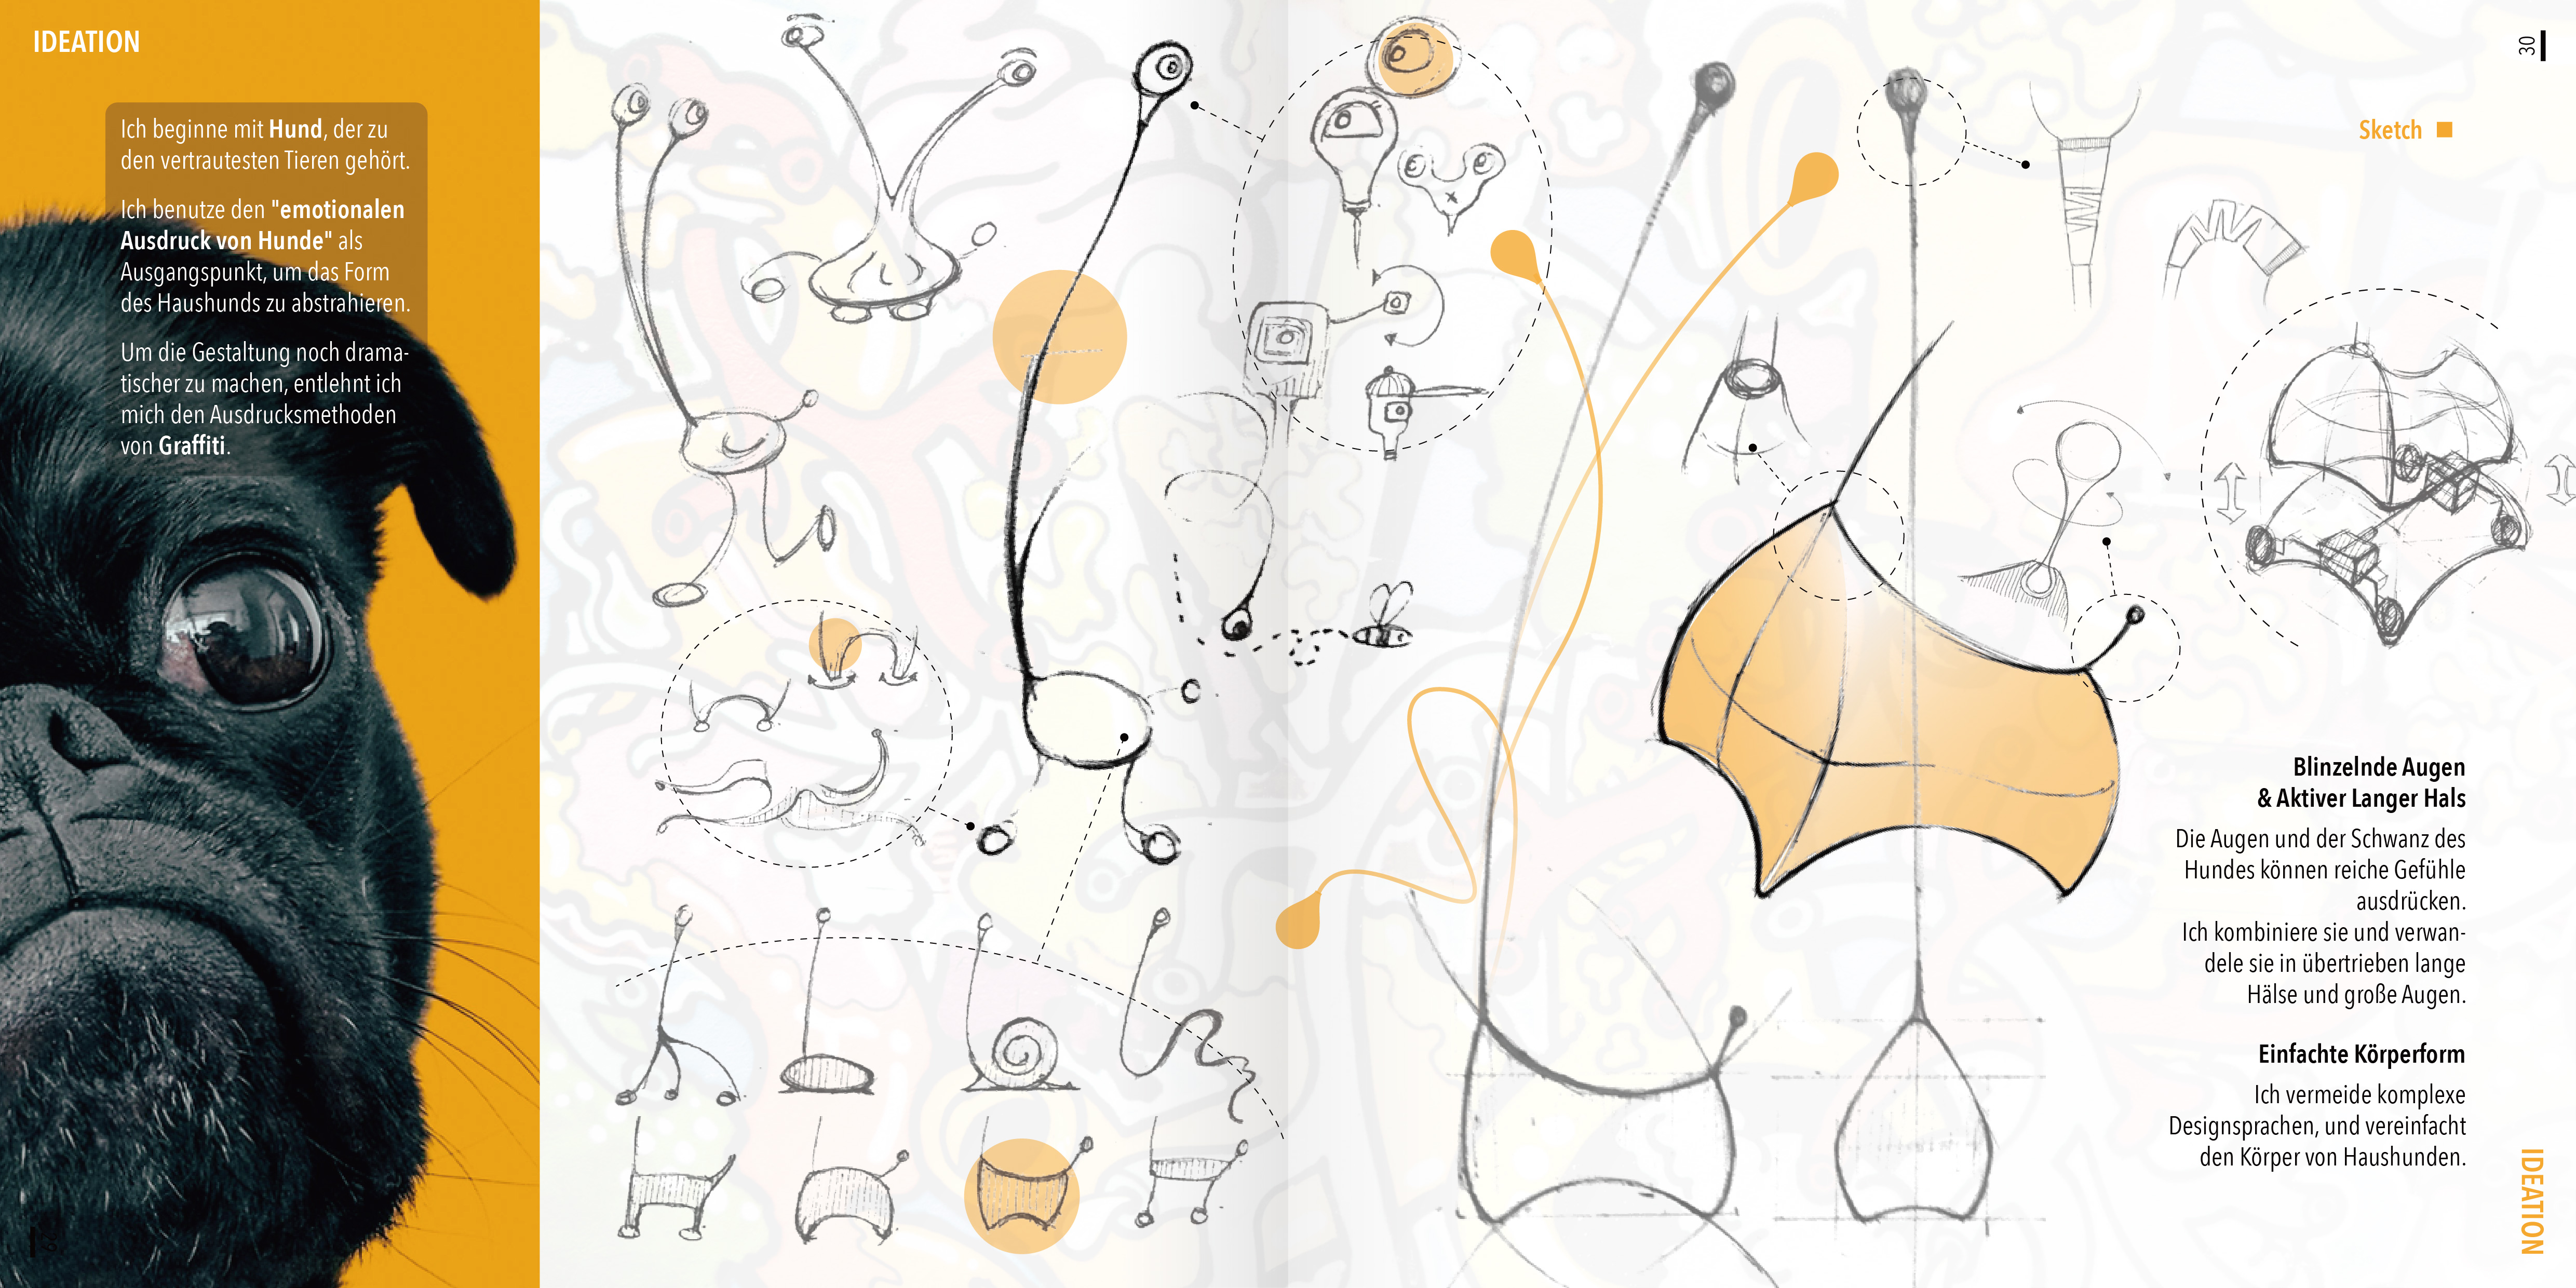 IDEATION
Ich beginne mit Hund, der zu
den vertrautesten Tieren gehört.
Ich benutze den "emotionalen
Ausdruck von Hunde" als
Ausgangspunkt, um das Form
des Haushunds zu abstrahieren.
Um die Gestaltung noch drama-
tischer zu machen, entlehnt ich
mich den Ausdrucksmethoden
von Graffiti.
30
Sketch
Blinzelnde Augen
& Aktiver Langer Hals
Die Augen und der Schwanz des
Hundes können reiche Gefühle
ausdrücken.
Ich kombiniere sie und verwan-
dele sie in übertrieben lange
Hälse und große Augen.
Einfachte Körperform
Ich vermeide komplexe
Designsprachen, und vereinfacht
den Körper von Haushunden.
IDEATION